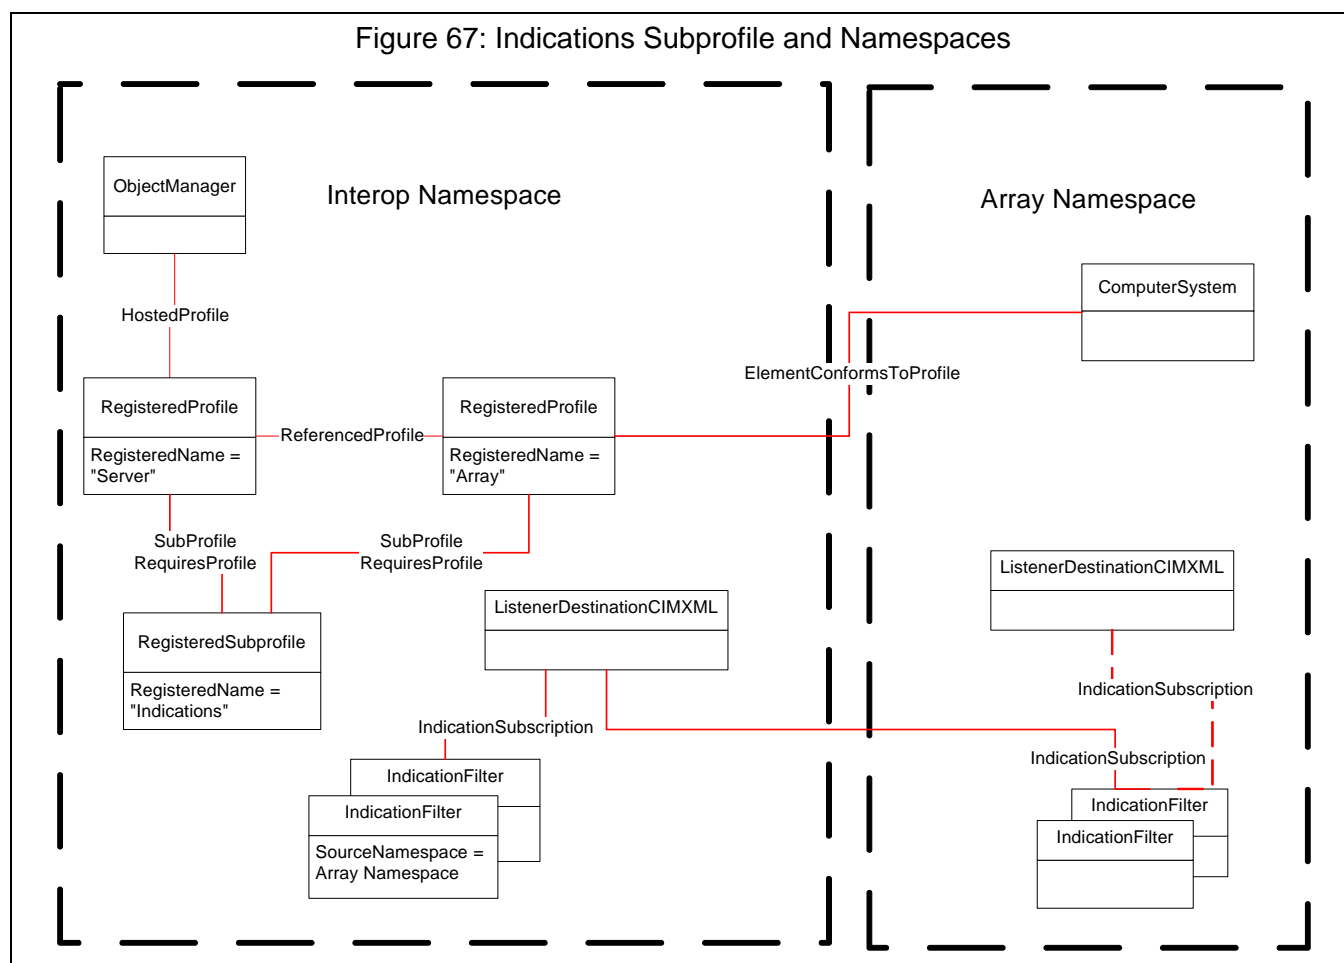 Figure 67: Indications Subprofile and Namespaces
Interop Namespace
Array Namespace
ObjectManager
HostedProfile
ComputerSystem
ElementConformsToProfile
RegisteredProfile
RegisteredName =
"Server"
ReferencedProfile
RegisteredProfile
RegisteredName =
"Array"
SubProfile
RequiresProfile
SubProfile
RequiresProfile
RegisteredSubprofile
RegisteredName =
"Indications"
ListenerDestinationCIMXML
ListenerDestinationCIMXML
IndicationSubscription
IndicationSubscription
IndicationSubscription
IndicationFilter
IndicationFilter
SourceNamespace =
Array Namespace
IndicationFilter
IndicationFilter